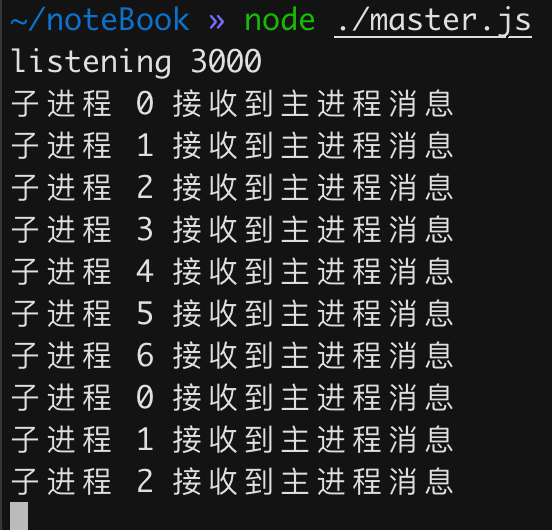 ~/noteBook » node ./master.js
listening 3000
子进程 0 接收到主进程消息
子进程 1 接收到主进程消息
子进程 2 接收到主进程消息
子进程 3 接收到主进程消息
子进程 4 接收到主进程消息
子进程 5 接收到主进程消息
子进程 6 接收到主进程消息
子进程 0 接收到主进程消息
子进程 1 接收到主进程消息
子进程 2 接收到主进程消息